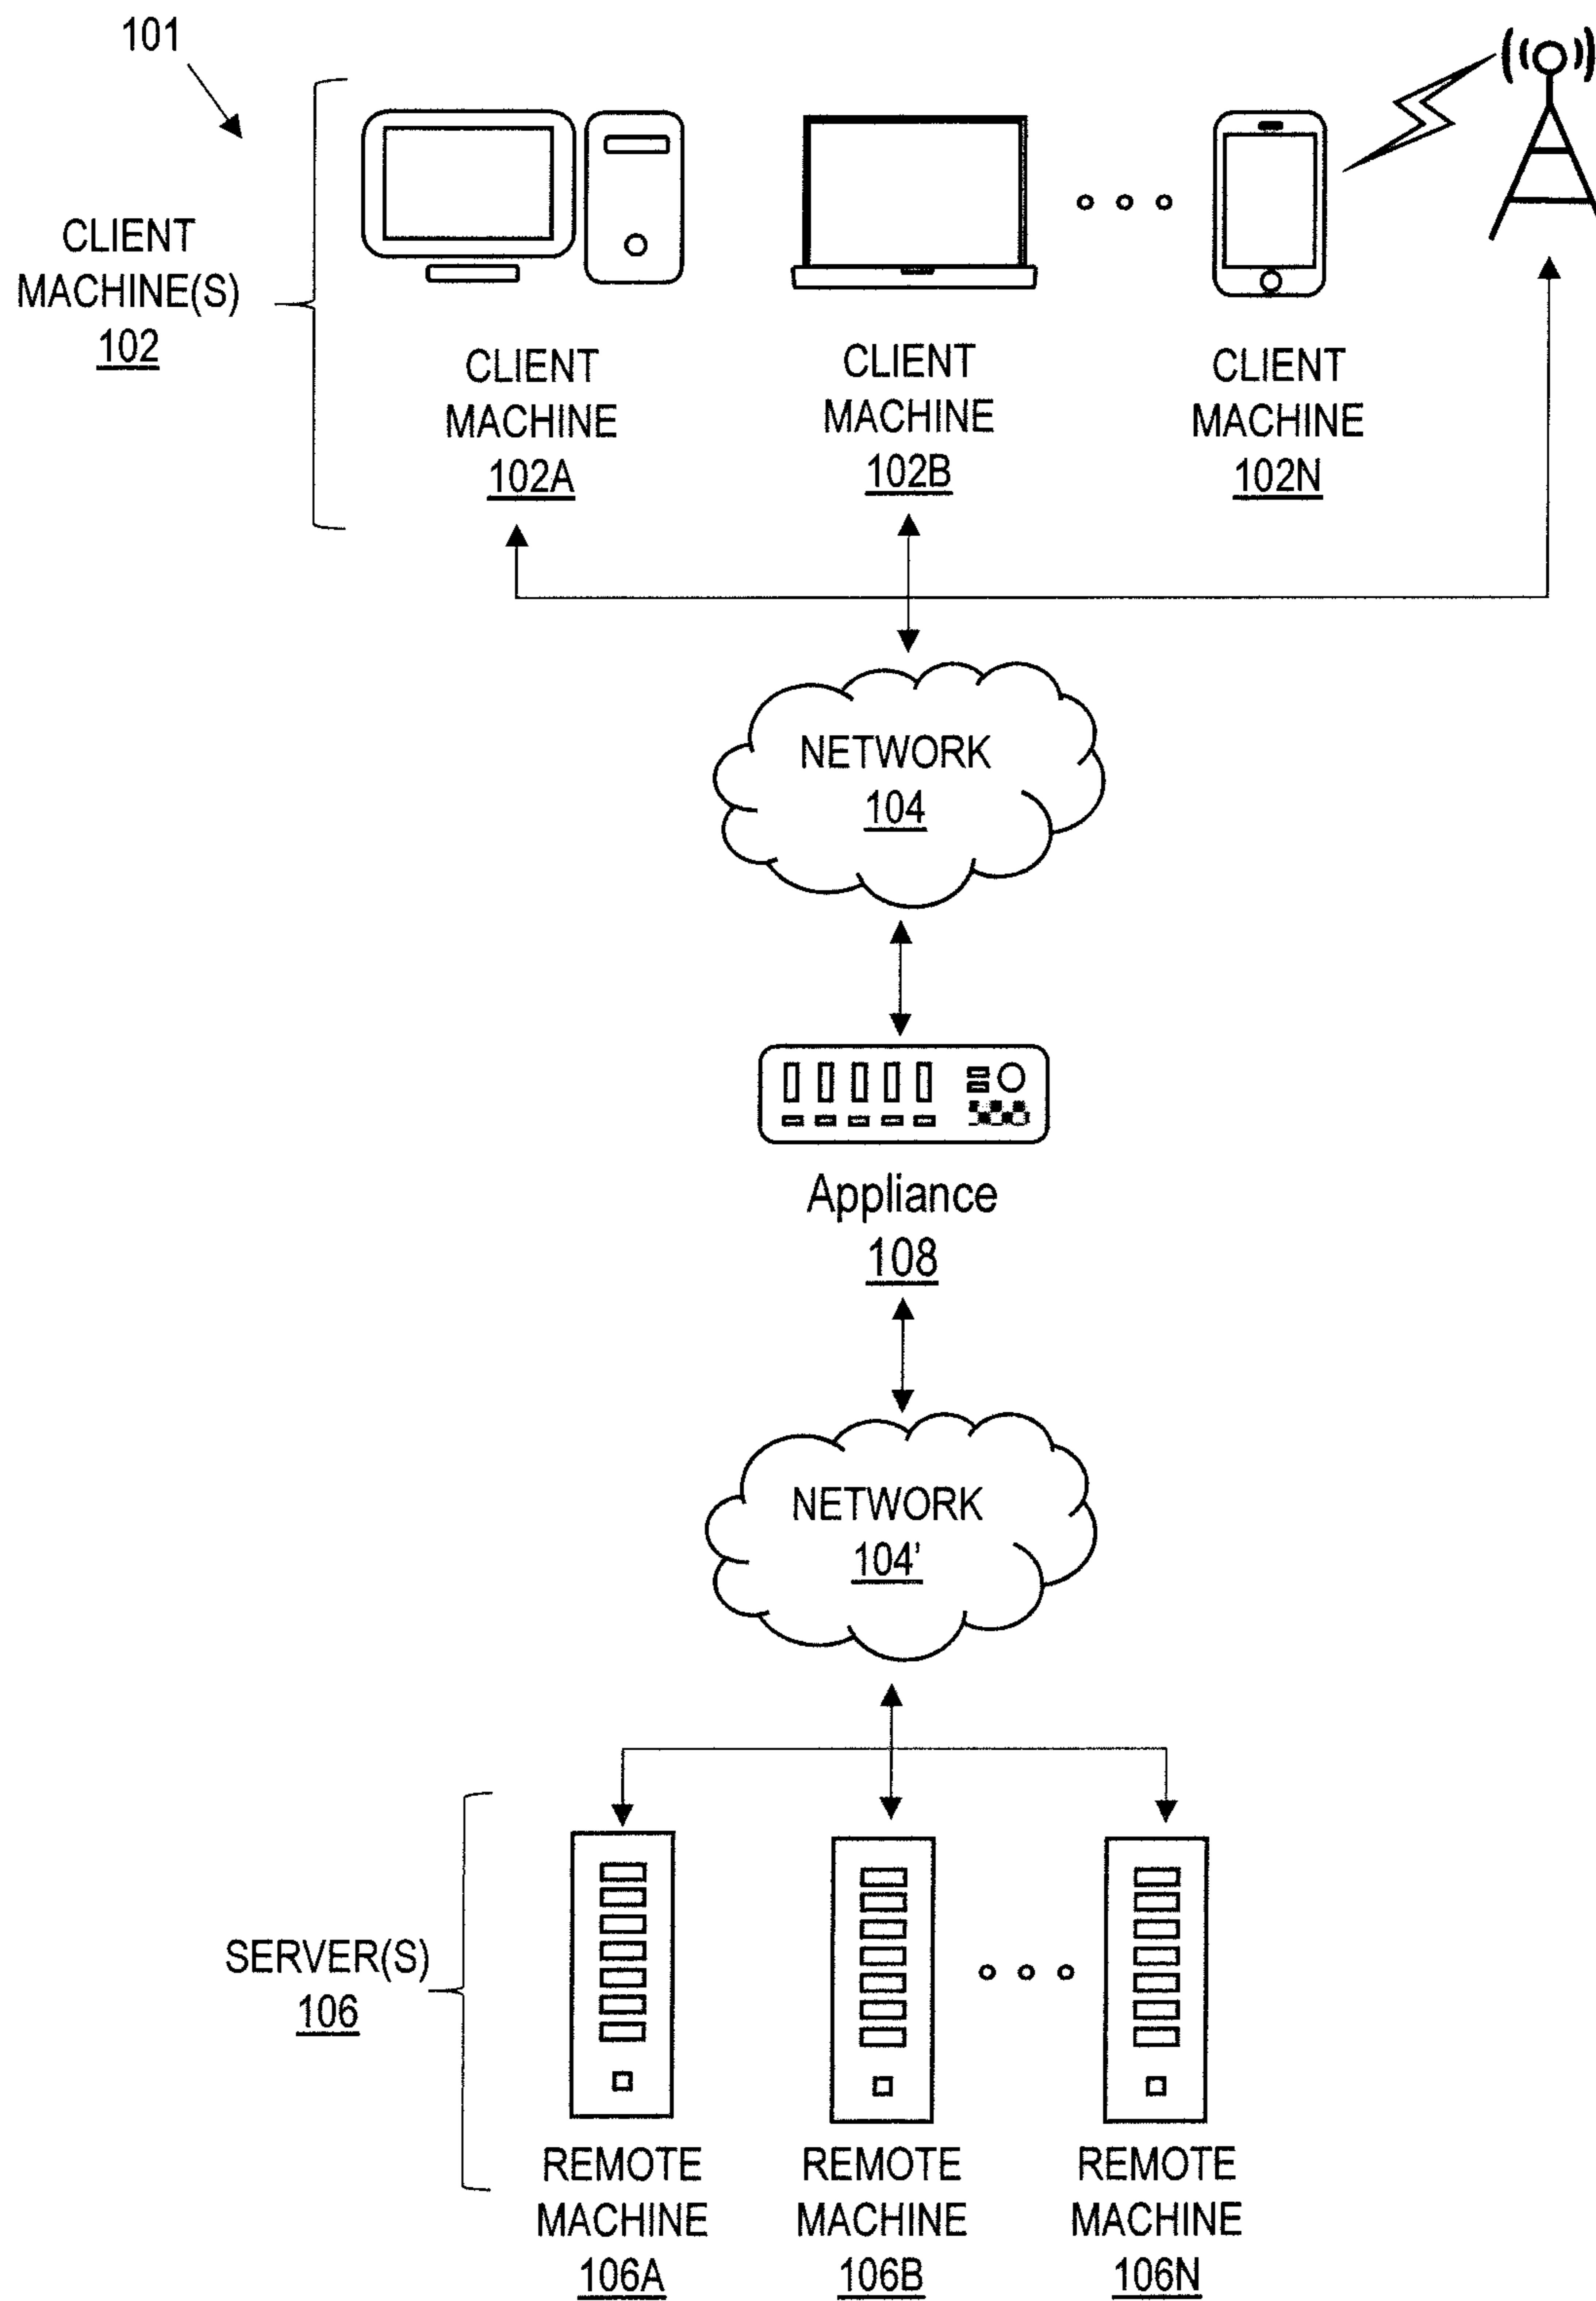 101
CLIENT
MACHINE(S)
102
CLIENT
MACHINE
102A
CLIENT
MACHINE
102B
CLIENT
MACHINE
102N
NETWORK
104
Appliance
108
NETWORK
104'
SERVER(S)
106
REMOTE
MACHINE
106A
REMOTE
MACHINE
106B
REMOTE
MACHINE
106N